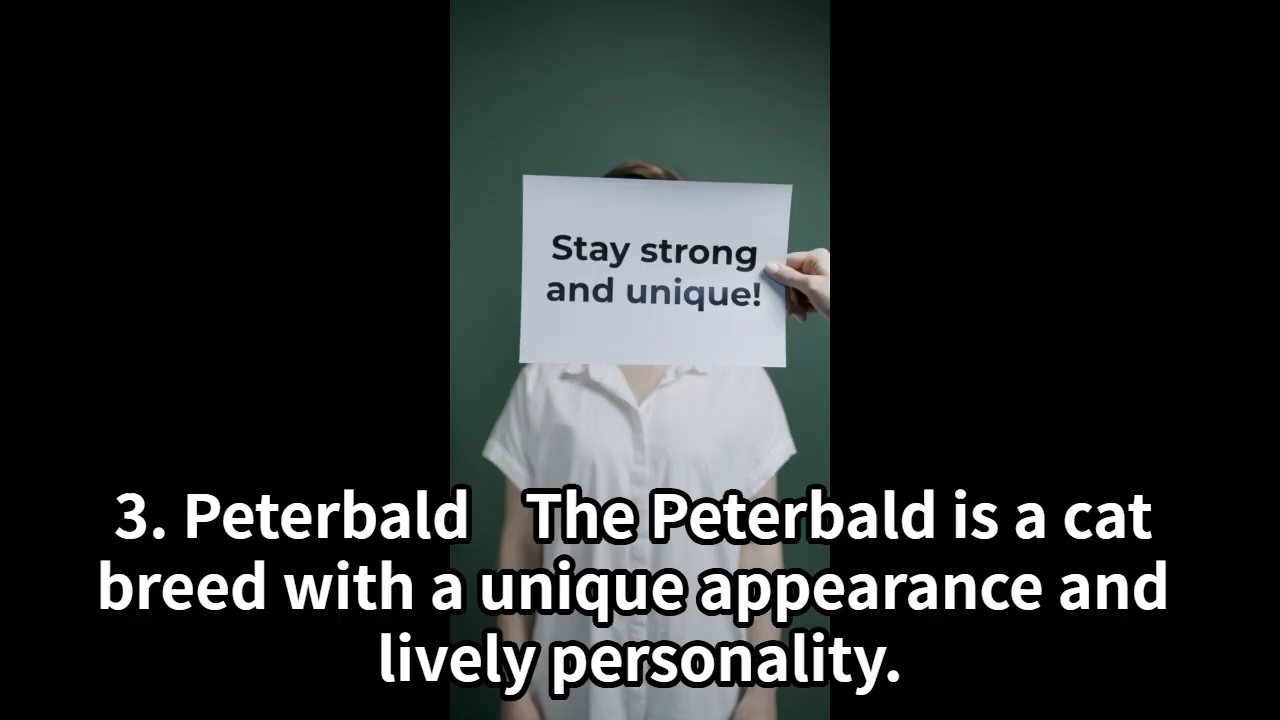 Stay strong
and unique!
3. Peterbald The Peterbald is a cat
breed with a unique appearance and
lively personality.